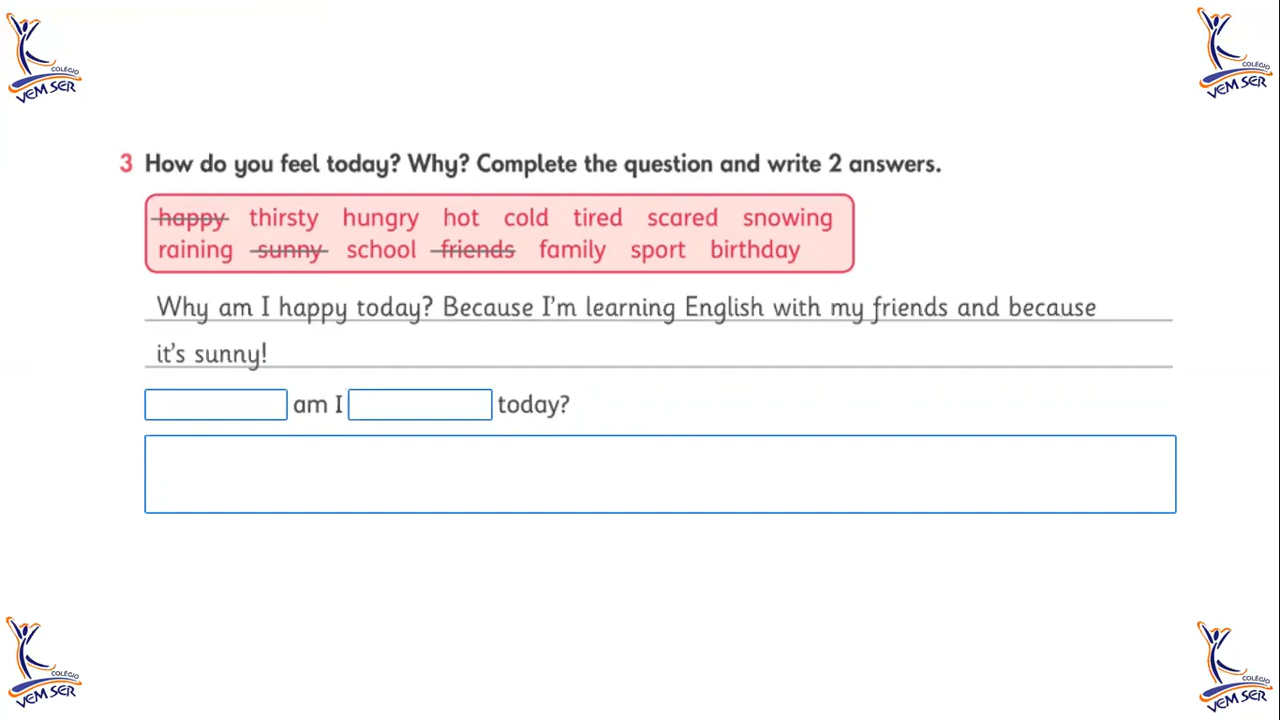 COLÉGIO
VEM SER
COLÉGIO
VEM SER
3 How do you feel today? Why? Complete the question and write 2 answers.
happy thirsty hungry hot cold tired scared snowing
raining sunny school friends family sport birthday
Why am I happy today? Because I'm learning English with my friends and because
it's sunny!
am I today?
COLÉGIO
VEM SER
COLÉGIO
VEM SER